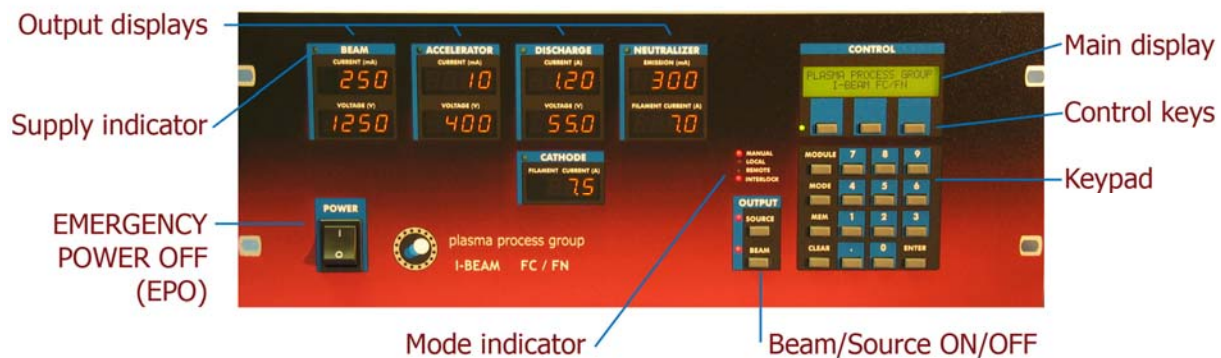 Output displays
BEAM
CURRENT (mA)
250
VOLTAGE (V)
1250
ACCELERATOR
CURRENT (mA)
10
VOLTAGE (V)
400
DISCHARGE
CURRENT (A)
1.20
VOLTAGE (V)
55.0
NEUTRALIZER
EMISSION (mA)
300
FILAMENT CURRENT (A)
7.0
CONTROL
PLASMA PROCESS GROUP
I-BEAM FC/FN
Main display
Supply indicator
Control keys
CATHODE
FILAMENT CURRENT (A)
7.5
MANUAL
LOCAL
REMOTE
INTERLOCK
MODULE 7 8 9
MODE 4 5 6
MEM 1 2 3
CLEAR . 0 ENTER
Keypad
EMERGENCY
POWER OFF
(EPO)
POWER
I
O
plasma process group
I-BEAM FC / FN
OUTPUT
SOURCE
BEAM
Mode indicator
Beam/Source ON/OFF